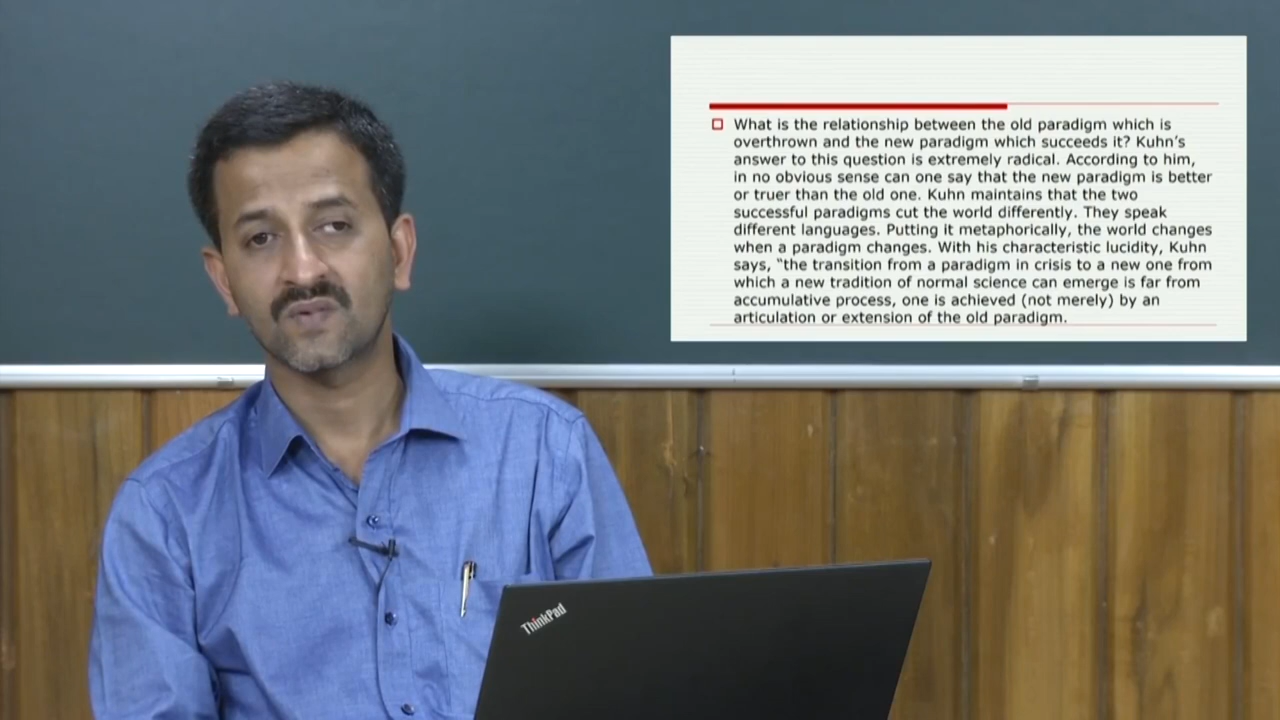 What is the relationship between the old paradigm which is
overthrown and the new paradigm which succeeds it? Kuhn's
answer to this question is extremely radical. According to him,
in no obvious sense can one say that the new paradigm is better
or truer than the old one. Kuhn maintains that the two
successful paradigms cut the world differently. They speak
different languages. Putting it metaphorically, the world changes
when a paradigm changes. With his characteristic lucidity, Kuhn
says, “the transition from a paradigm in crisis to a new one from
which a new tradition of normal science can emerge is far from
accumulative process, one is achieved (not merely) by an
articulation or extension of the old paradigm.
ThinkPad